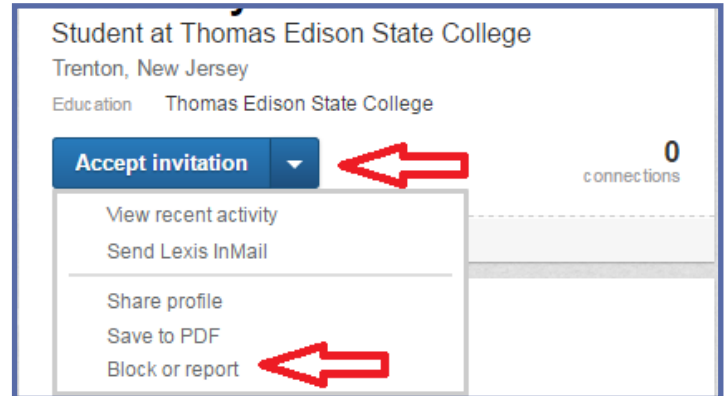 Student at Thomas Edison State College
Trenton, New Jersey
Education Thomas Edison State College
Accept invitation
0
connections
View recent activity
Send Lexis InMail
Share profile
Save to PDF
Block or report